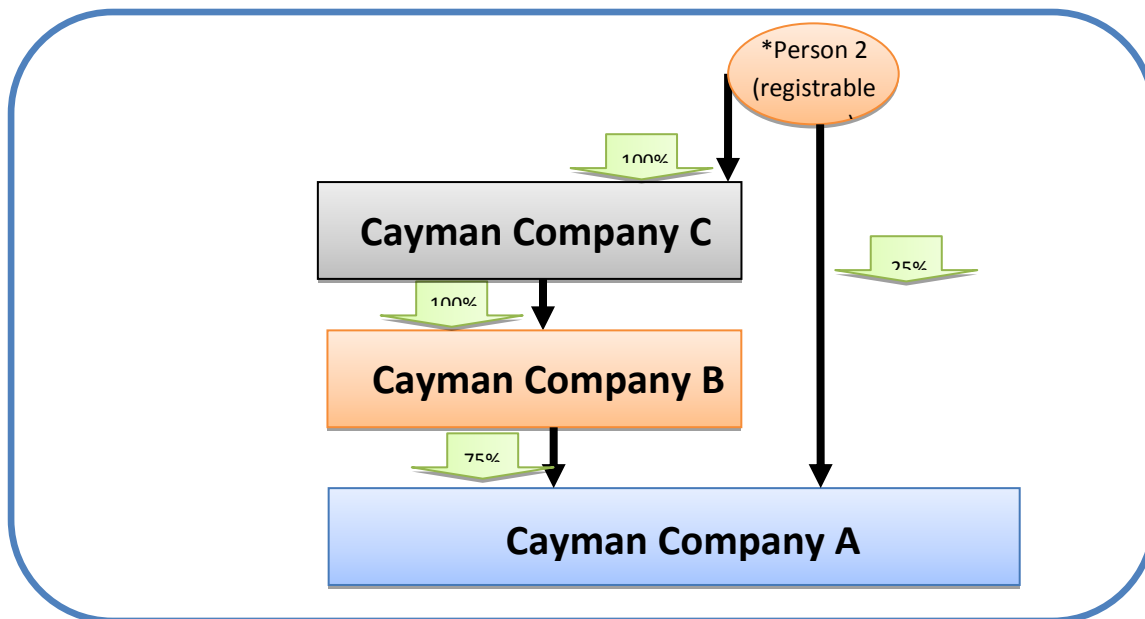 *Person 2
(registrable
100%
Cayman Company C
25%
100%
Cayman Company B
75%
Cayman Company A